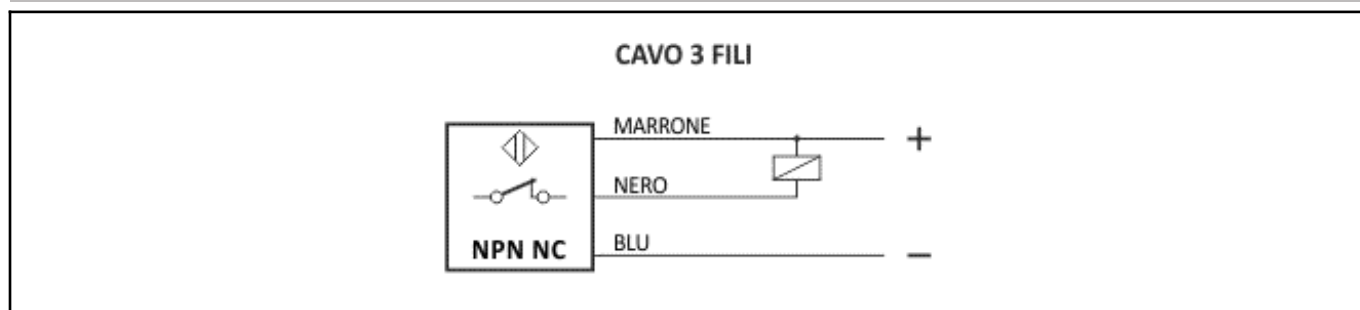 CAVO 3 FILI
MARRONE
+
NERO
NPN NC
BLU
−